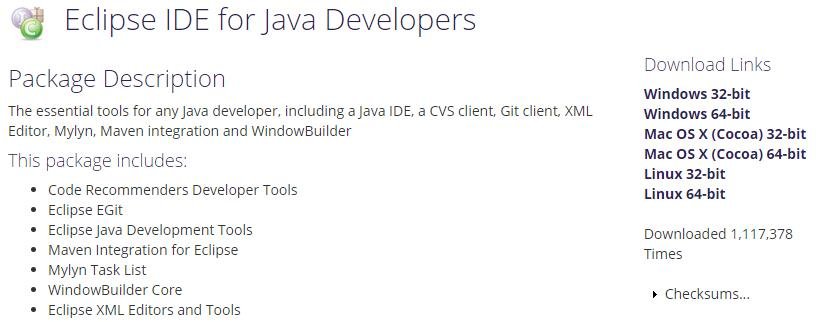 Eclipse IDE for Java Developers
Package Description
The essential tools for any Java developer, including a Java IDE, a CVS client, Git client, XML
Editor, Mylyn, Maven integration and WindowBuilder
This package includes:
Code Recommenders Developer Tools
Eclipse EGit
Eclipse Java Development Tools
Maven Integration for Eclipse
Mylyn Task List
WindowBuilder Core
Eclipse XML Editors and Tools
Download Links
Windows 32-bit
Windows 64-bit
Mac OS X (Cocoa) 32-bit
Mac OS X (Cocoa) 64-bit
Linux 32-bit
Linux 64-bit
Downloaded 1,117,378
Times
Checksums...